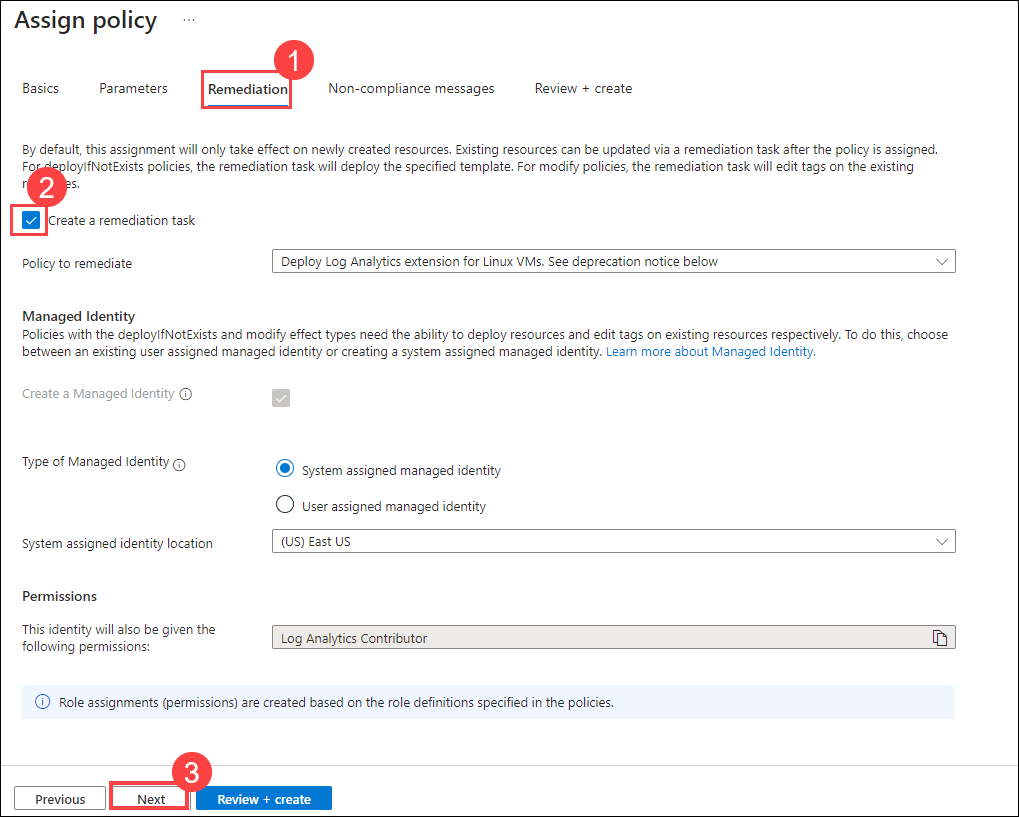 Assign policy ...
1
Basics Parameters Remediation Non-compliance messages Review + create
By default, this assignment will only take effect on newly created resources. Existing resources can be updated via a remediation task after the policy is assigned.
For deployIfNotExists policies, the remediation task will deploy the specified template. For modify policies, the remediation task will edit tags on the existing
2
Create a remediation task
Policy to remediate Deploy Log Analytics extension for Linux VMs. See deprecation notice below
Managed Identity
Policies with the deployIfNotExists and modify effect types need the ability to deploy resources and edit tags on existing resources respectively. To do this, choose
between an existing user assigned managed identity or creating a system assigned managed identity. Learn more about Managed Identity.
Create a Managed Identity
Type of Managed Identity
System assigned managed identity
User assigned managed identity
System assigned identity location (US) East US
Permissions
This identity will also be given the
following permissions:
Log Analytics Contributor
Role assignments (permissions) are created based on the role definitions specified in the policies.
3
Previous Next Review + create